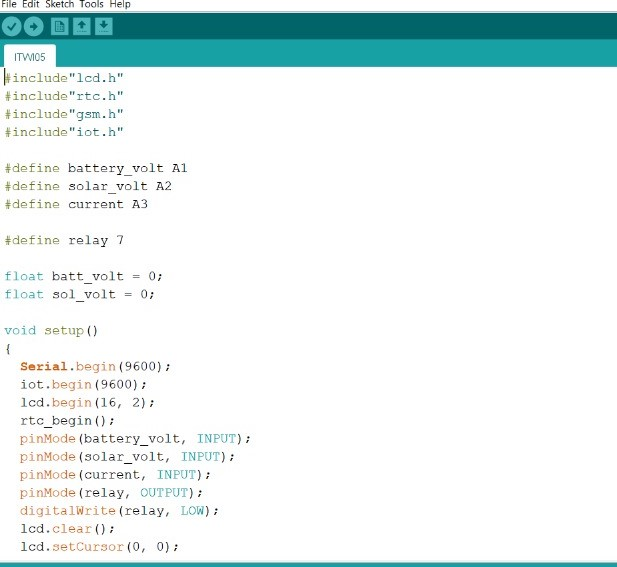 File Edit Sketch Tools Help
ITWI05
#include"lcd.h"
#include"rtc.h"
#include"gsm.h"
#include"iot.h"
#define battery_volt A1
#define solar_volt A2
#define current A3
#define relay 7
float batt_volt = 0;
float sol_volt = 0;
void setup()
{
  Serial.begin(9600);
  iot.begin(9600);
  lcd.begin(16, 2);
  rtc_begin();
  pinMode(battery_volt, INPUT);
  pinMode(solar_volt, INPUT);
  pinMode(current, INPUT);
  pinMode(relay, OUTPUT);
  digitalWrite(relay, LOW);
  lcd.clear();
  lcd.setCursor(0, 0);